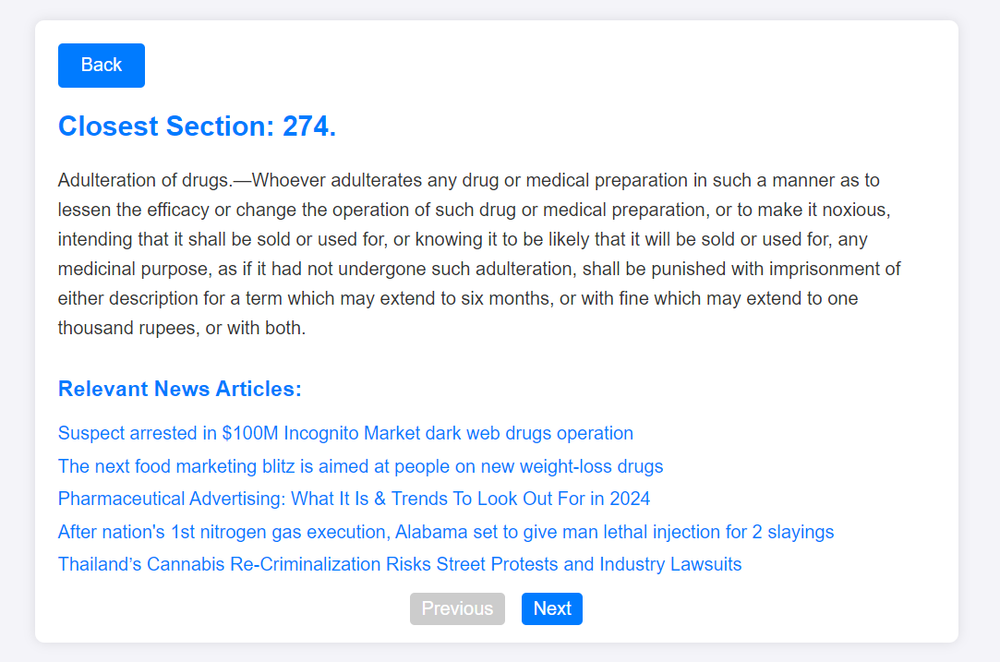 Back
Closest Section: 274.
Adulteration of drugs.—Whoever adulterates any drug or medical preparation in such a manner as to
lessen the efficacy or change the operation of such drug or medical preparation, or to make it noxious,
intending that it shall be sold or used for, or knowing it to be likely that it will be sold or used for, any
medicinal purpose, as if it had not undergone such adulteration, shall be punished with imprisonment of
either description for a term which may extend to six months, or with fine which may extend to one
thousand rupees, or with both.
Relevant News Articles:
Suspect arrested in $100M Incognito Market dark web drugs operation
The next food marketing blitz is aimed at people on new weight-loss drugs
Pharmaceutical Advertising: What It Is & Trends To Look Out For in 2024
After nation's 1st nitrogen gas execution, Alabama set to give man lethal injection for 2 slayings
Thailand’s Cannabis Re-Criminalization Risks Street Protests and Industry Lawsuits
Previous Next